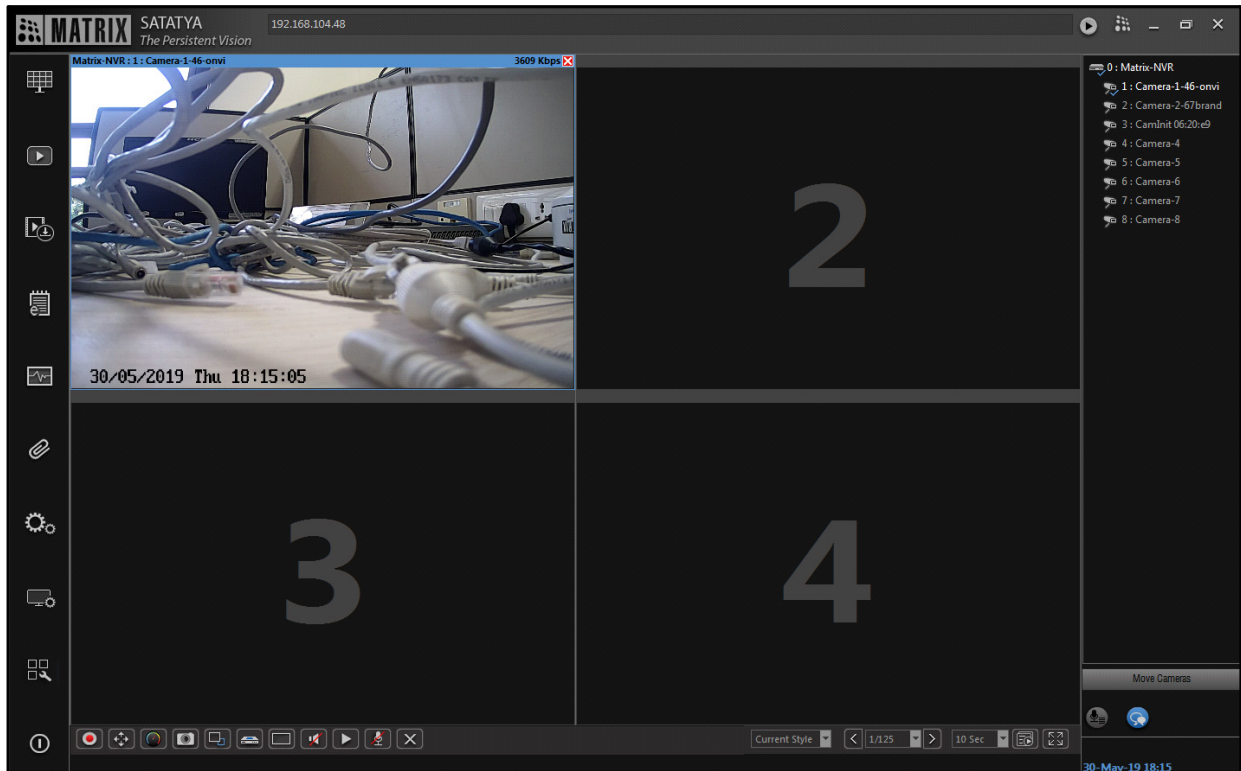 MATRIX
SATATYA
The Persistent Vision
192.168.104.48
Matrix-NVR : 1 : Camera-1-46-onvi
3609 Kbps
30/05/2019 Thu 18:15:05
2
3
4
0 : Matrix-NVR
1 : Camera-1-46-onvi
2 : Camera-2-67brand
3 : CamInit 06:20:e9
4 : Camera-4
5 : Camera-5
6 : Camera-6
7 : Camera-7
8 : Camera-8
Move Cameras
Current Style
1/125
10 Sec
30-May-19 18:15